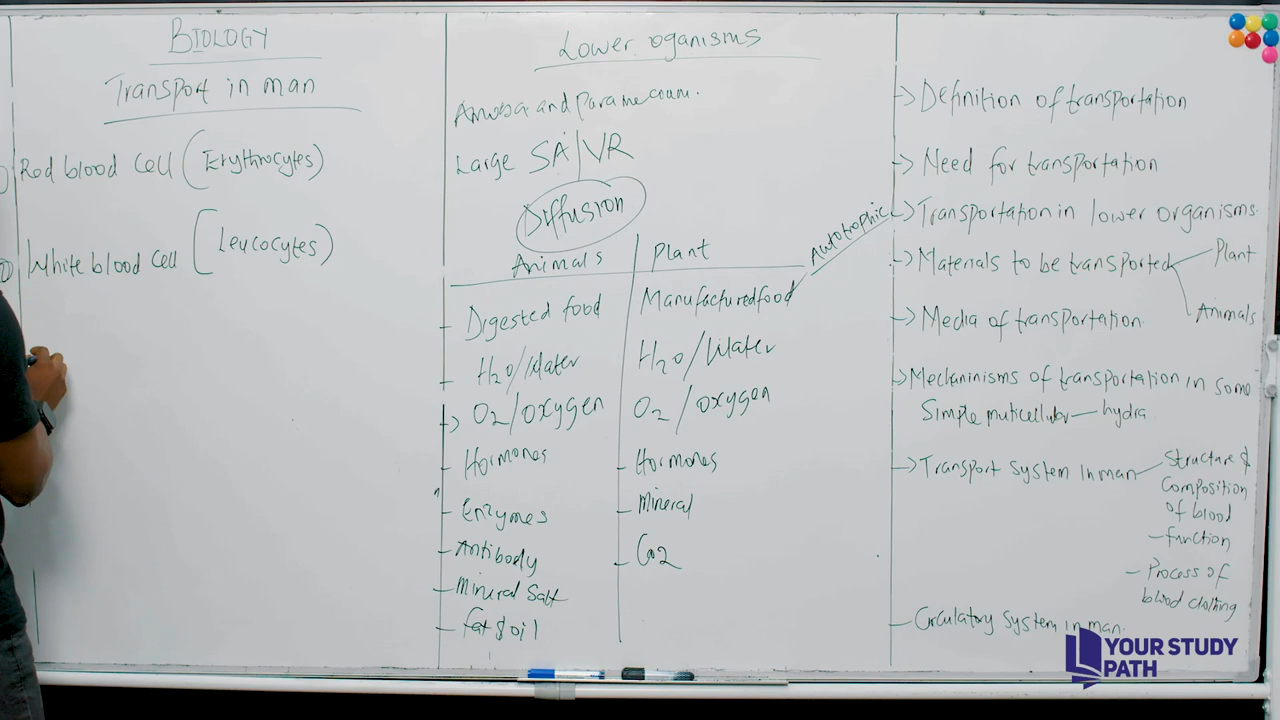 BIOLOGY
Transport in man
Red blood Cell (Erythrocytes)
White blood cell (Leucocytes)
Lower oganisms
Amoeba and Paramecium.
Large SA/VR
Diffusion
Animals
Digested food
H2O/Water
O2/oxygen
Hormones
Enzymes
Antibody
Mineral Salt
Fat & oil
Plant
Manufactured food
H2O/Water
O2/oxygen
Hormones
Mineral
Co2
Autotrophic
-> Definition of transportation
-> Need for transportation
-> Transportation in lower organisms
-> Materials to be transported
Plant
Animals
-> Media of transportation.
-> Mechaninisms of transportation in some
Simple muticellular — hydra
-> Transport system in man
Structure &
Composition
of blood
- function
- Process of
blood clotting
- Circulatory system in man.
YOUR STUDY
PATH